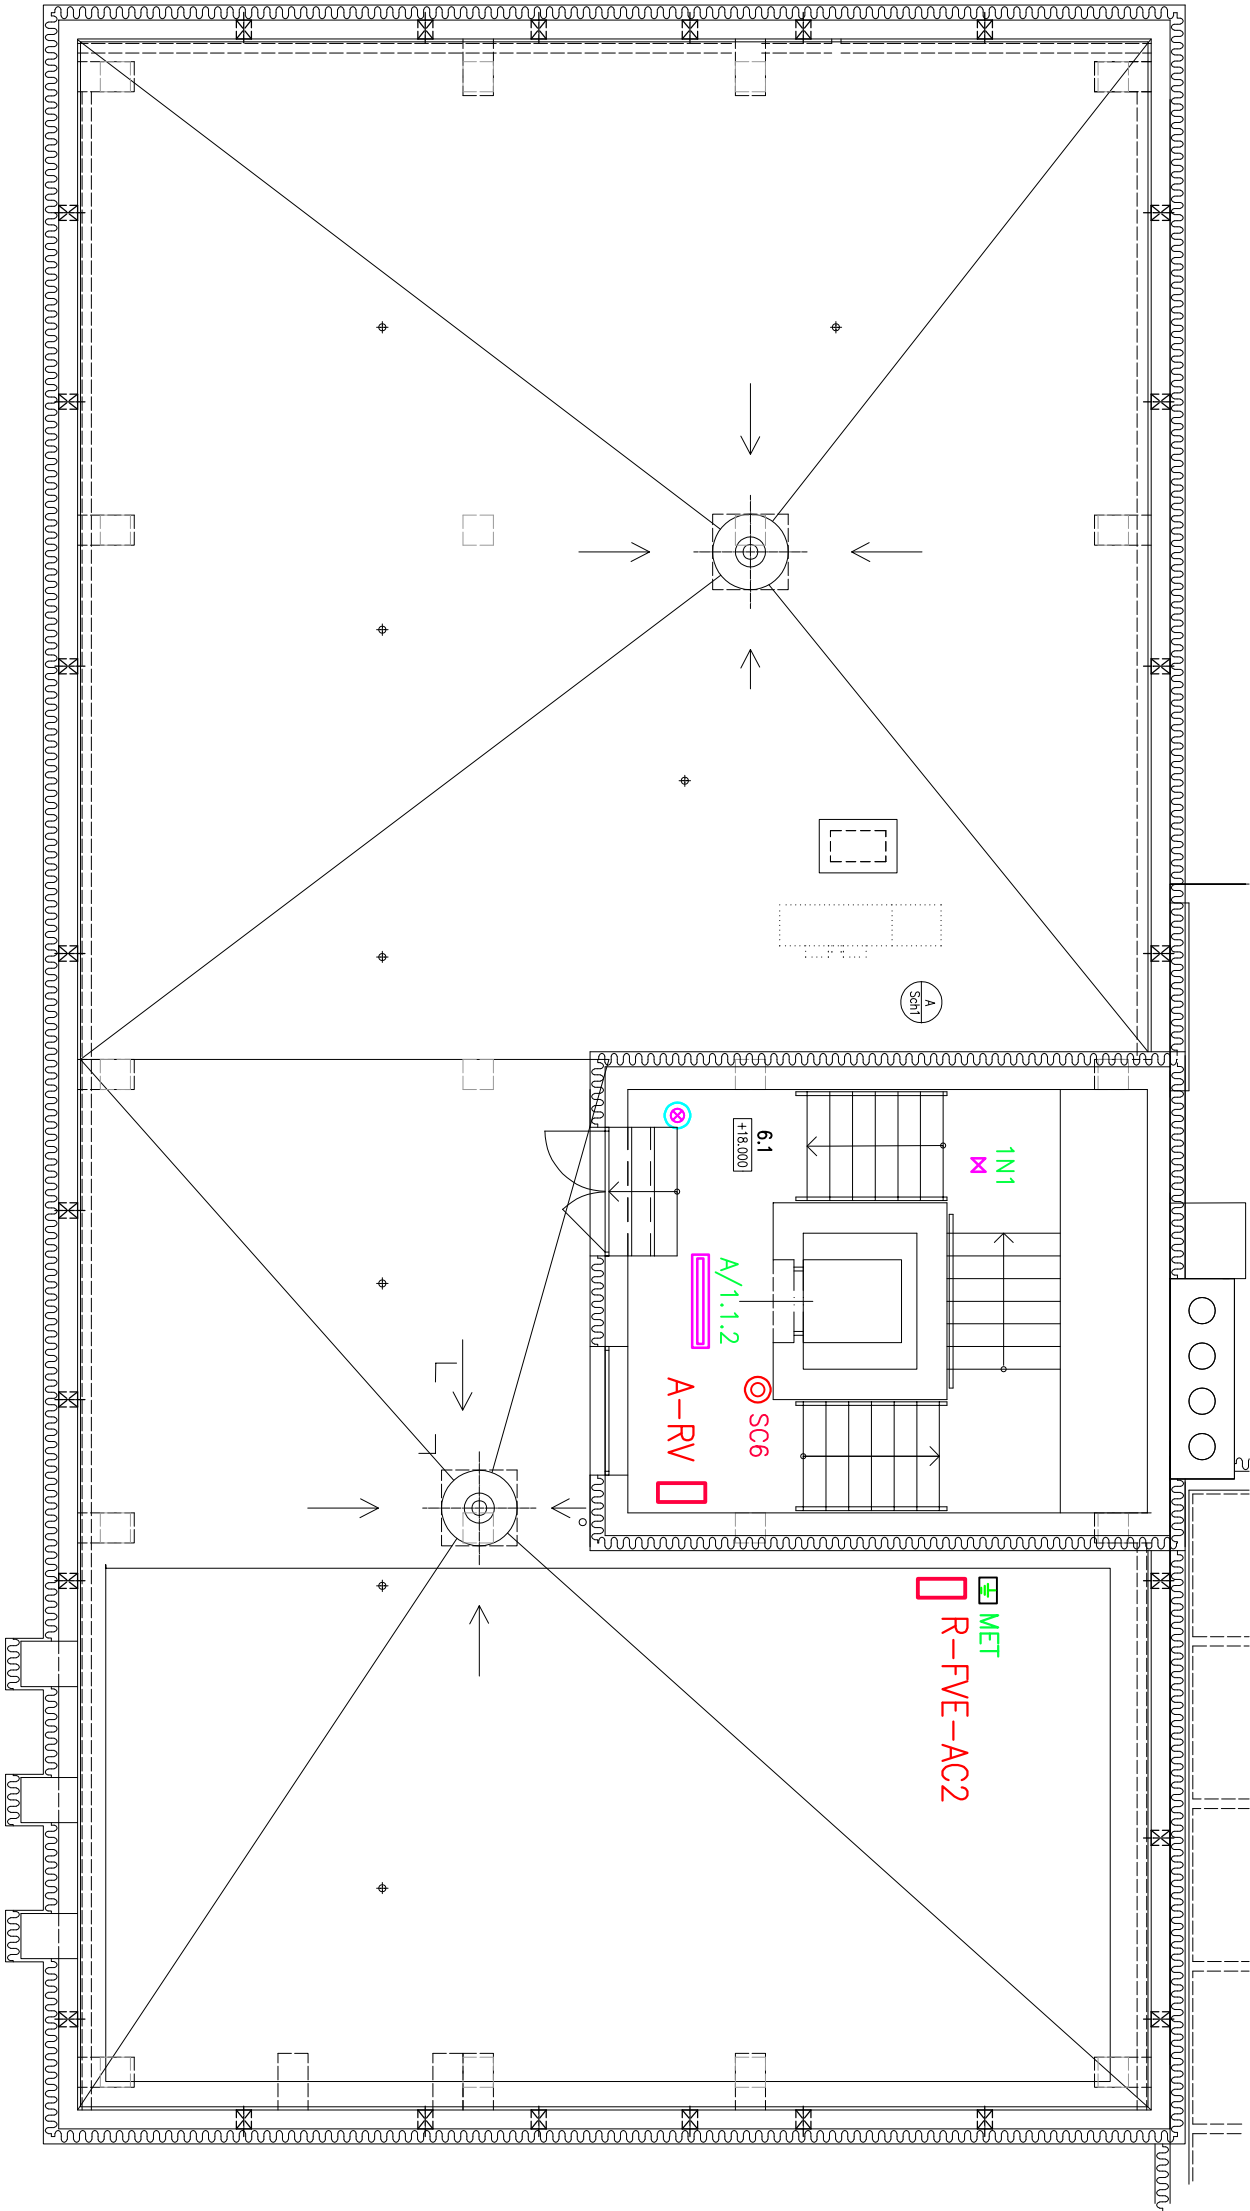 A
Sch1
1N1
6.1
+18.000
A/1.1.2
SC6
A-RV
MET
R-FVE-AC2